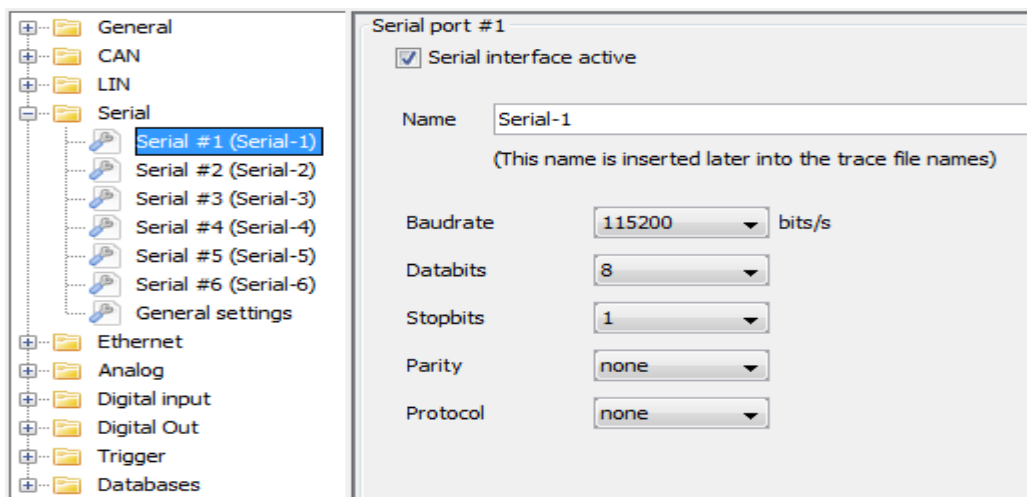 General
CAN
LIN
Serial
Serial #1 (Serial-1)
Serial #2 (Serial-2)
Serial #3 (Serial-3)
Serial #4 (Serial-4)
Serial #5 (Serial-5)
Serial #6 (Serial-6)
General settings
Ethernet
Analog
Digital input
Digital Out
Trigger
Databases
Serial port #1
Serial interface active
Name Serial-1
(This name is inserted later into the trace file names)
Baudrate 115200 bits/s
Databits 8
Stopbits 1
Parity none
Protocol none